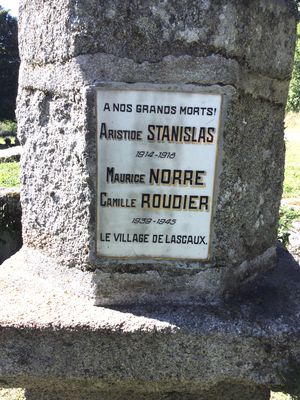 A NOS GRANDS MORTS!
ARISTIDE STANISLAS
1914-1918
MAURICE NORRE
CAMILLE ROUDIER
1939-1945
LE VILLAGE DE LASCAUX.